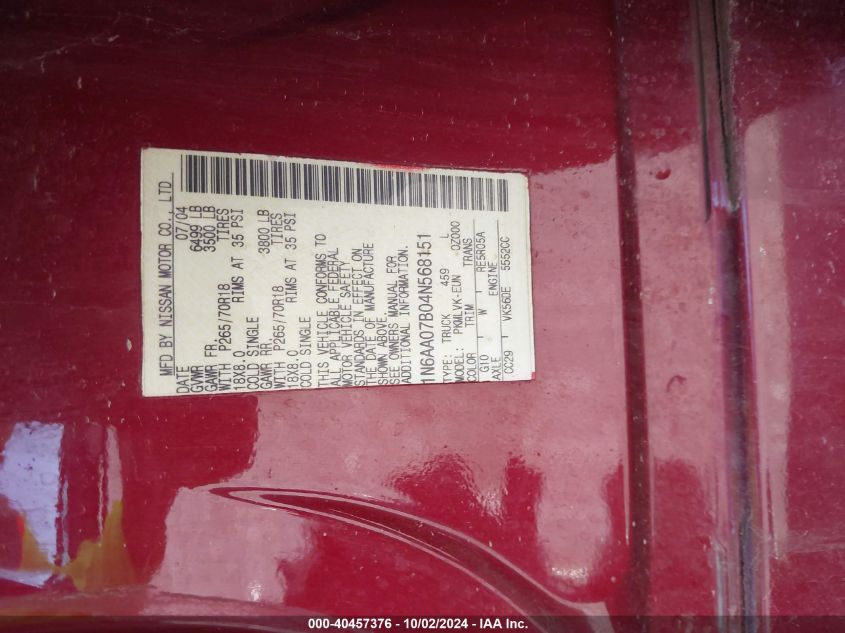 MFD BY NISSAN MOTOR CO., LTD
DATE 07/04
GVWR 6499 LB
GAWR FR 3500 LB
WITH P265/70R18 TIRES
18X8.0 RIMS AT 35 PSI
COLD SINGLE
GAWR RR 3800 LB
WITH P265/70R18 TIRES
18X8.0 RIMS AT 35 PSI
COLD SINGLE
THIS VEHICLE CONFORMS TO
ALL APPLICABLE FEDERAL
MOTOR VEHICLE SAFETY
STANDARDS IN EFFECT ON
THE DATE OF MANUFACTURE
SHOWN ABOVE.
SEE OWNERS MANUAL FOR
ADDITIONAL INFORMATION.
1N6AA07B04N568151
TYPE: TRUCK 459 L
MODEL: PKMLVK-EUN QZ000
COLOR TRIM TRANS
G10 W RE5R05A
AXLE ENGINE
CC29 VK56DE 5552CC
000-40457376 - 10/02/2024 - IAA Inc.